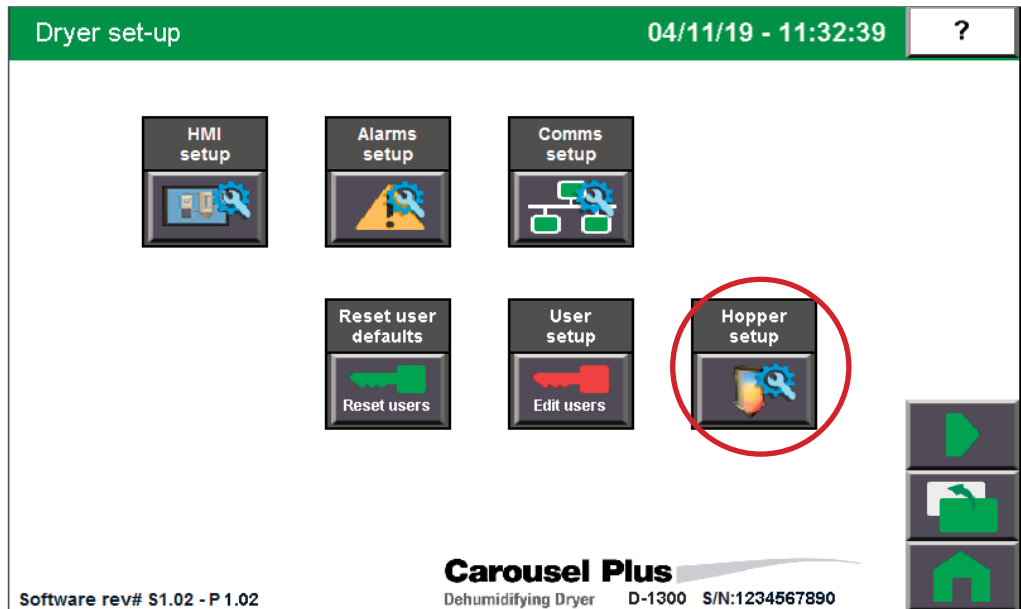 Dryer set-up
04/11/19 - 11:32:39
?
HMI
setup
Alarms
setup
Comms
setup
Reset user
defaults
Reset users
User
setup
Edit users
Hopper
setup
Carousel Plus
Software rev# S1.02 - P 1.02
Dehumidifying Dryer D-1300 S/N:1234567890